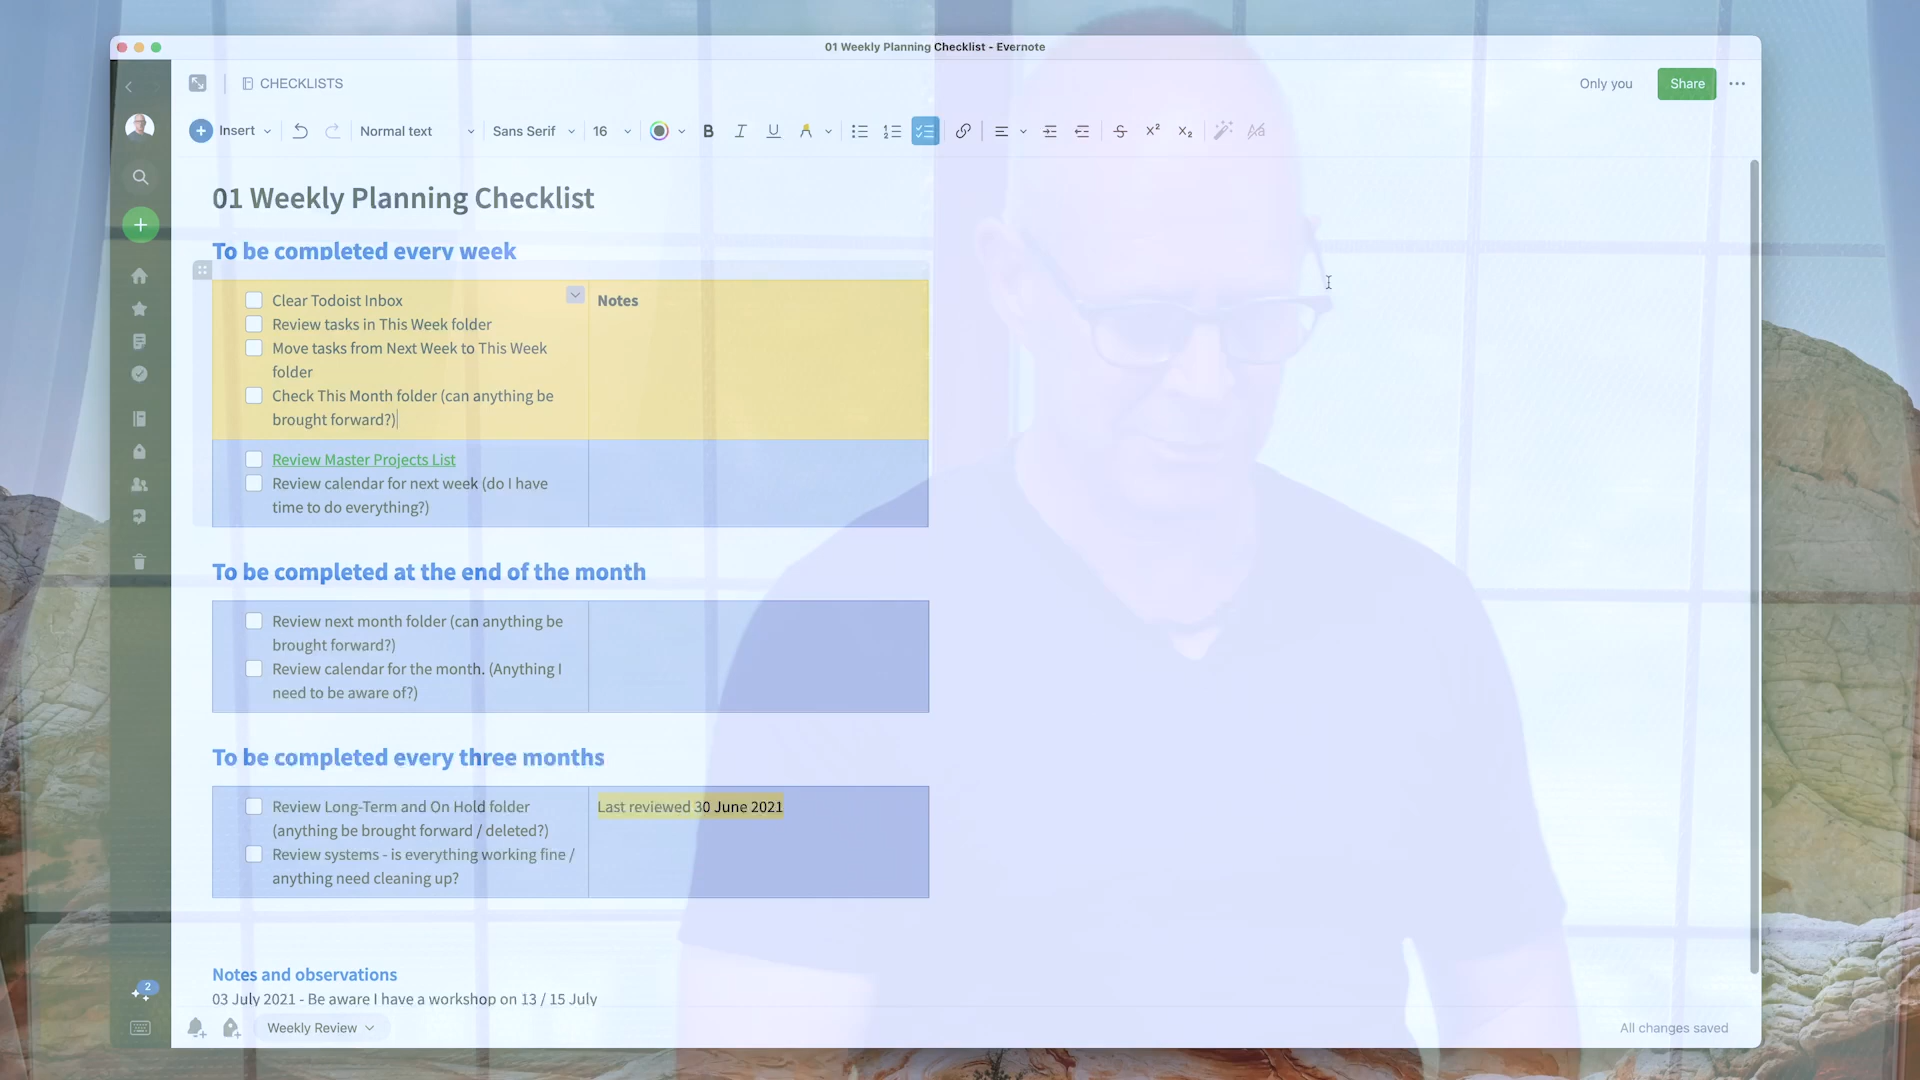 01 Weekly Planning Checklist - Evernote
CHECKLISTS
Only you
Share
Insert
Normal text
Sans Serif
16
01 Weekly Planning Checklist
To be completed every week
Clear Todoist Inbox
Notes
Review tasks in This Week folder
Move tasks from Next Week to This Week
folder
Check This Month folder (can anything be
brought forward?)
Review Master Projects List
Review calendar for next week (do I have
time to do everything?)
To be completed at the end of the month
Review next month folder (can anything be
brought forward?)
Review calendar for the month. (Anything I
need to be aware of?)
To be completed every three months
Review Long-Term and On Hold folder
Last reviewed 30 June 2021
(anything be brought forward / deleted?)
Review systems - is everything working fine /
anything need cleaning up?
Notes and observations
03 July 2021 - Be aware I have a workshop on 13 / 15 July
2
Weekly Review
All changes saved